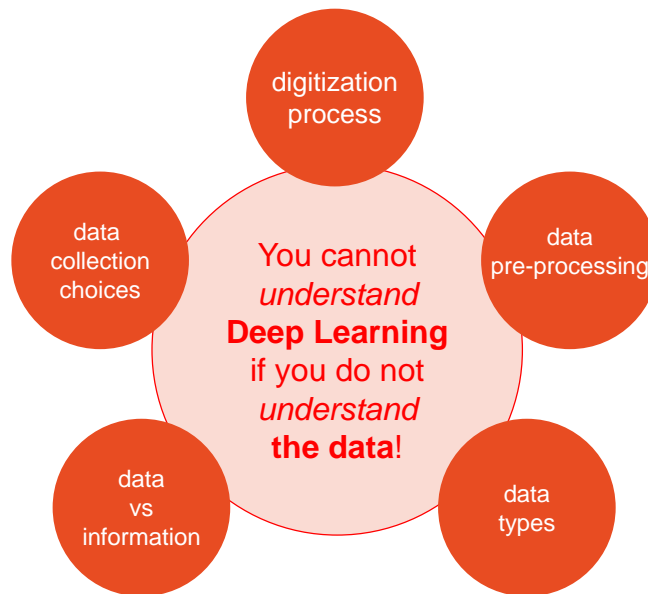 digitization
process
data
collection
choices
data
pre-processing
You cannot
understand
Deep Learning
if you do not
understand
the data!
data
vs
information
data
types